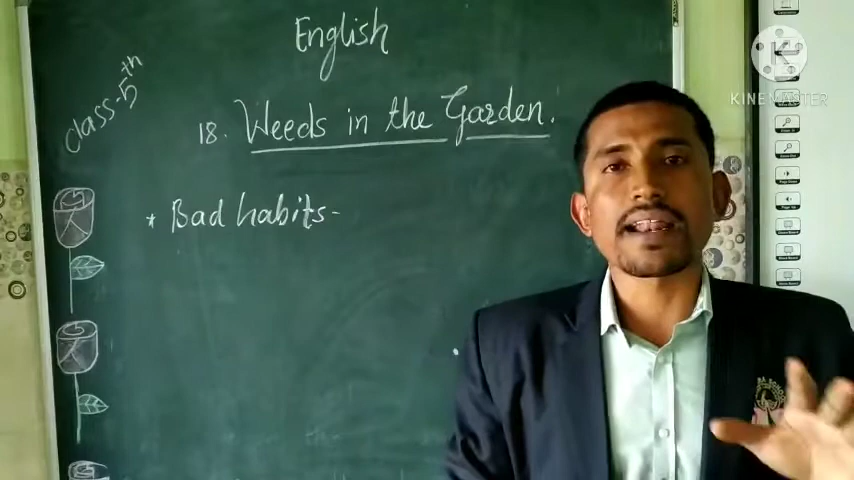 English
class-5th
18. Weeds in the Garden.
* Bad habits-
KINEMASTER